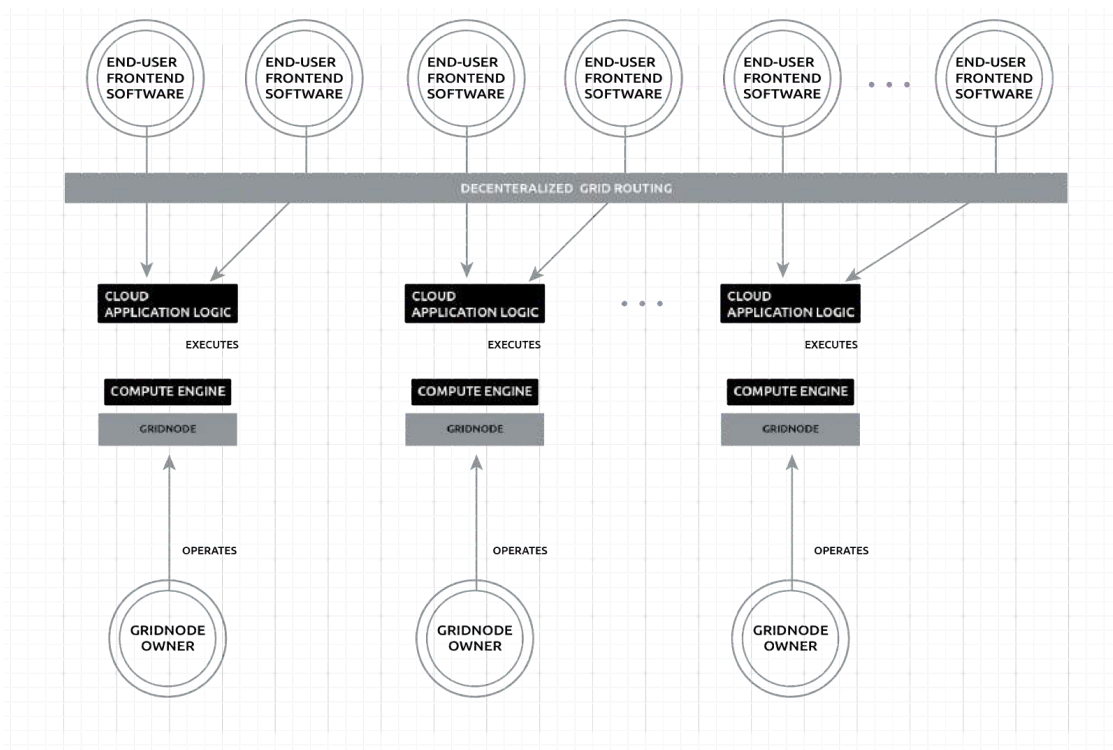 END-USER
FRONTEND
SOFTWARE
END-USER
FRONTEND
SOFTWARE
END-USER
FRONTEND
SOFTWARE
END-USER
FRONTEND
SOFTWARE
END-USER
FRONTEND
SOFTWARE
. . .
END-USER
FRONTEND
SOFTWARE
DECENTERALIZED GRID ROUTING
CLOUD
APPLICATION LOGIC
CLOUD
APPLICATION LOGIC
. . .
CLOUD
APPLICATION LOGIC
EXECUTES
EXECUTES
EXECUTES
COMPUTE ENGINE
COMPUTE ENGINE
COMPUTE ENGINE
GRIDNODE
GRIDNODE
GRIDNODE
OPERATES
OPERATES
OPERATES
GRIDNODE
OWNER
GRIDNODE
OWNER
GRIDNODE
OWNER